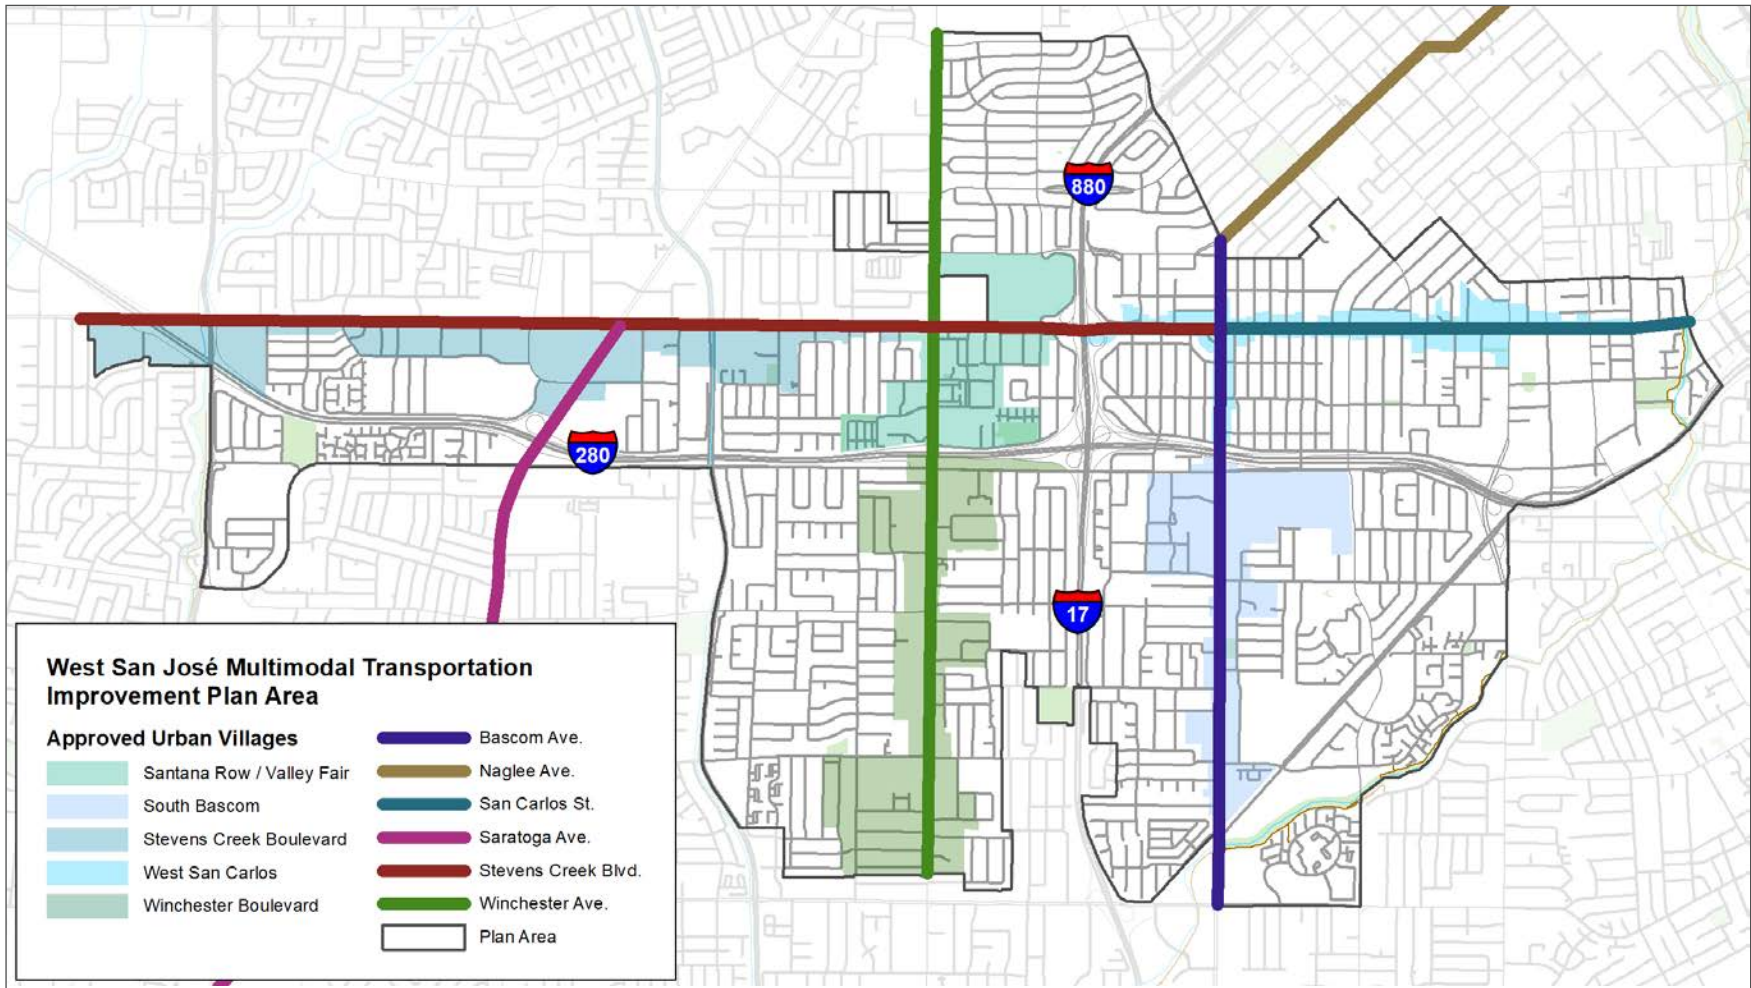 880
280
17
West San José Multimodal Transportation
Improvement Plan Area
Approved Urban Villages
Santana Row / Valley Fair
South Bascom
Stevens Creek Boulevard
West San Carlos
Winchester Boulevard
Bascom Ave.
Naglee Ave.
San Carlos St.
Saratoga Ave.
Stevens Creek Blvd.
Winchester Ave.
Plan Area